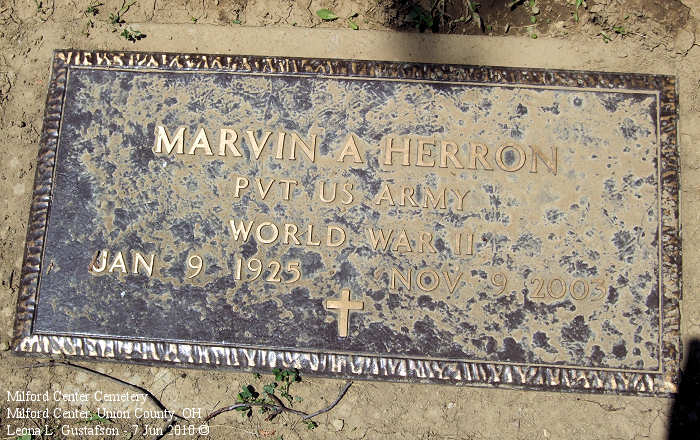 MARVIN A HERRON
PVT US ARMY
WORLD WAR II
JAN 9 1925 NOV 9 2003
Milford Center Cemetery
Milford Center, Union County, OH
Leona L. Gustafson - 7 Jun 2010 ©